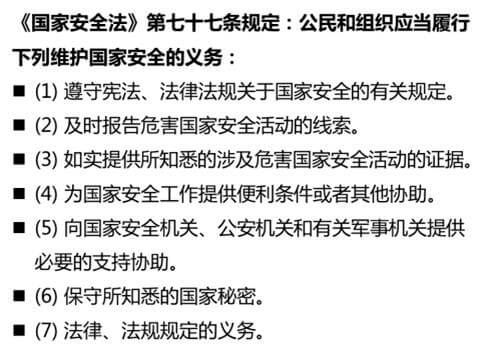 《国家安全法》第七十七条规定：公民和组织应当履行
下列维护国家安全的义务：
■ (1) 遵守宪法、法律法规关于国家安全的有关规定。
■ (2) 及时报告危害国家安全活动的线索。
■ (3) 如实提供所知悉的涉及危害国家安全活动的证据。
■ (4) 为国家安全工作提供便利条件或者其他协助。
■ (5) 向国家安全机关、公安机关和有关军事机关提供
必要的支持协助。
■ (6) 保守所知悉的国家秘密。
■ (7) 法律、法规规定的义务。